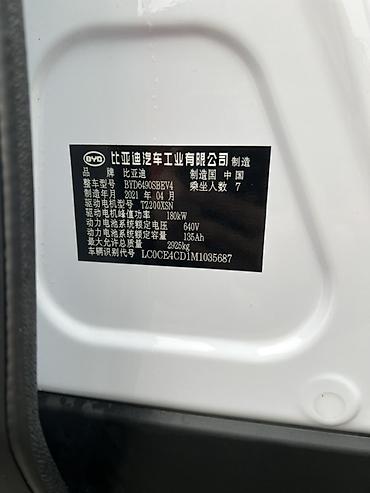 BYD 比亚迪汽车工业有限公司 制造
品 牌 比亚迪 制造国 中国
整车型号 BYD6490SBEV4 乘坐人数 7
制造年月 2021 年 04 月
驱动电机型号 TZ200XSN
驱动电机峰值功率 180kW
动力电池系统额定电压 640V
动力电池系统额定容量 135Ah
最大允许总质量 2925kg
车辆识别代号 LC0CE4CD1M1035687